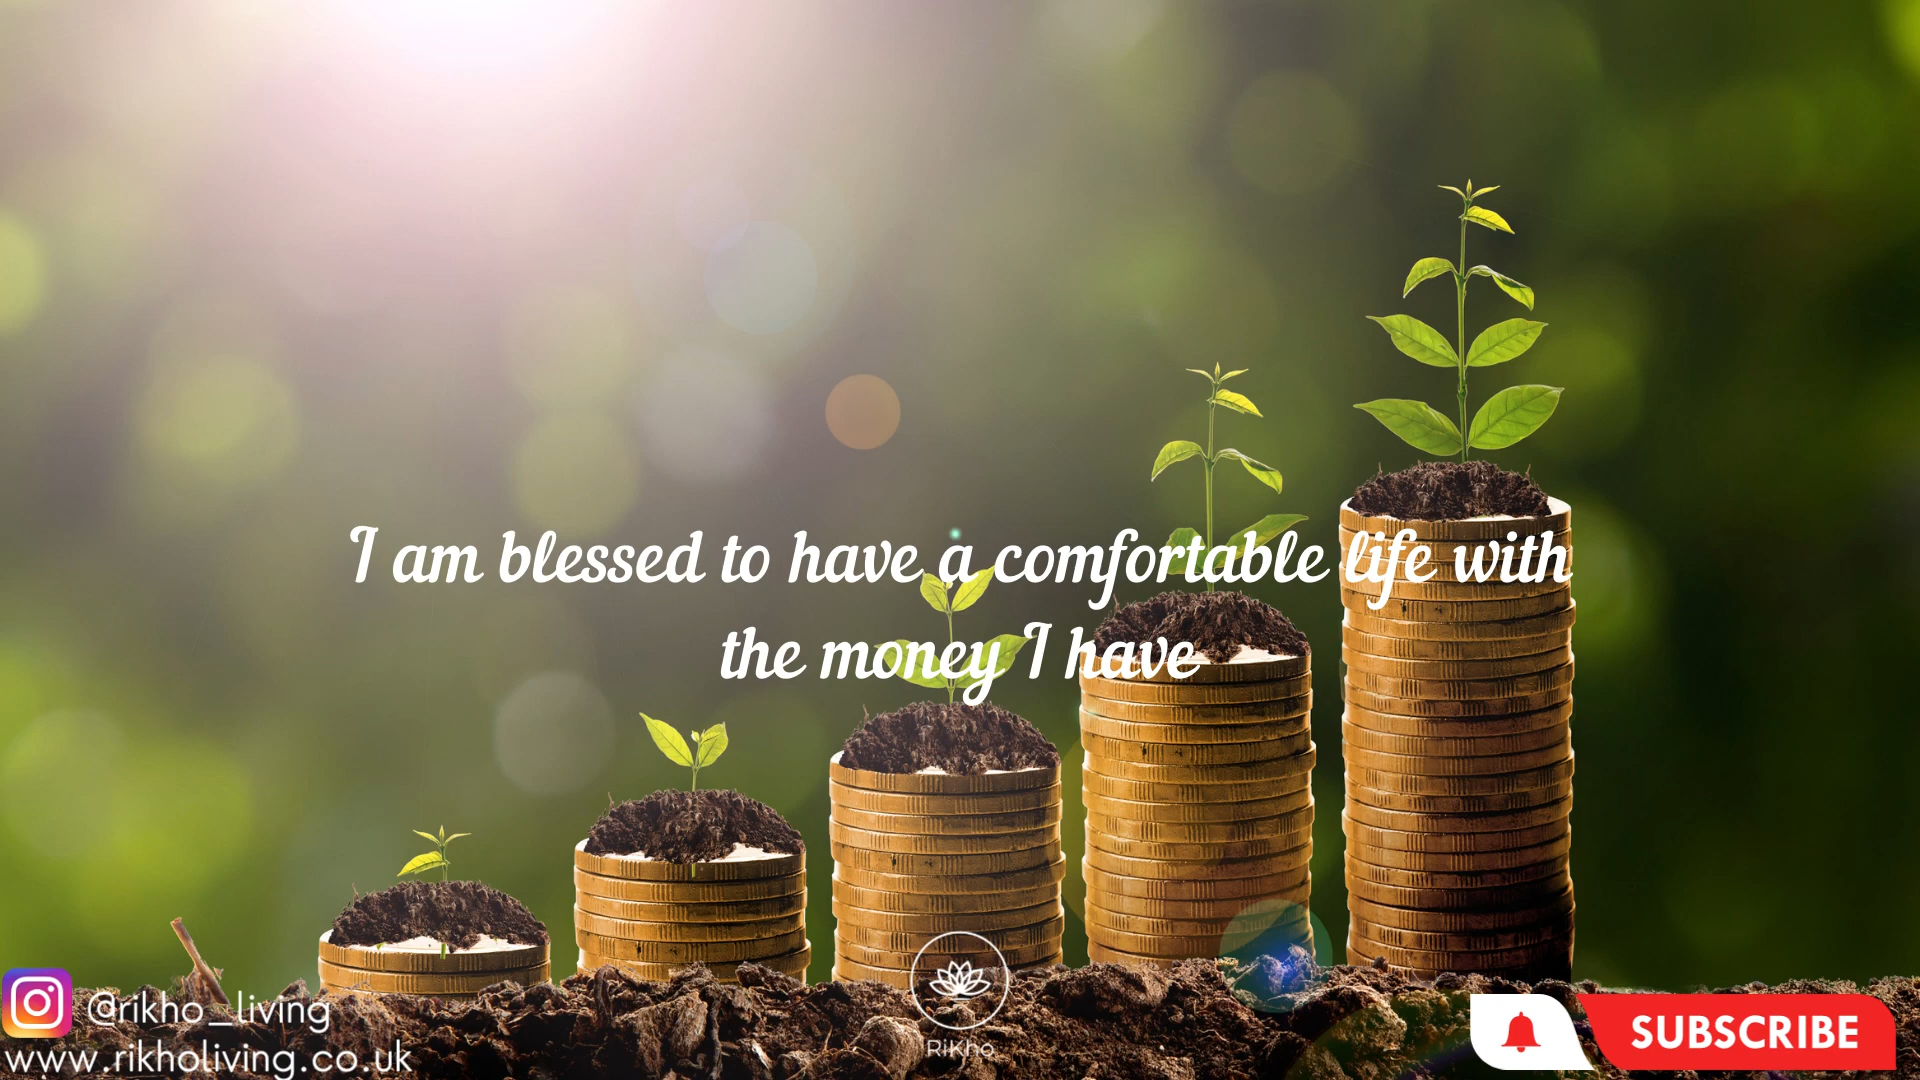 I am blessed to have a comfortable life with
the money I have
@rikho_living
www.rikholiving.co.uk
RiKho
SUBSCRIBE